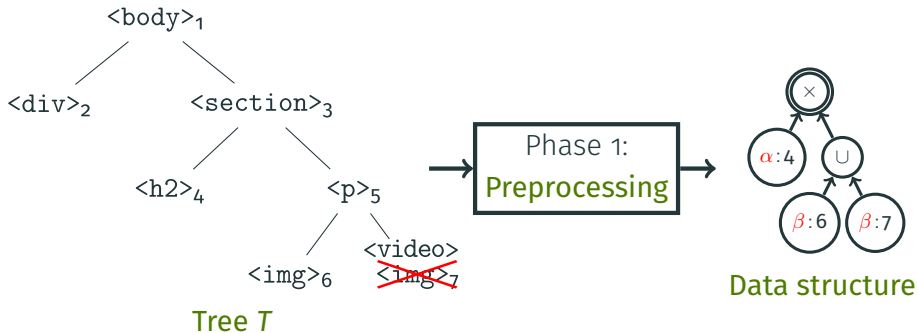 <body>1
<div>2 <section>3
<h2>4 <p>5
<video>
<img>6 <img>7
Tree T
Phase 1:
Preprocessing
×
α:4 ∪
β:6 β:7
Data structure